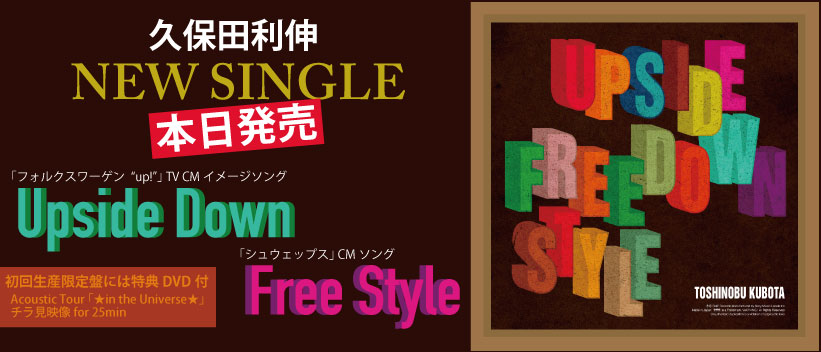 久保田利伸
NEW SINGLE
本日発売
「フォルクスワーゲン “up!”」TV CM イメージソング
Upside Down
「シュウェップス」CM ソング
Free Style
初回生産限定盤には特典 DVD 付
Acoustic Tour「★in the Universe★」
チラ見映像 for 25min
UPSIDE
DOWN
FREE
STYLE
TOSHINOBU KUBOTA